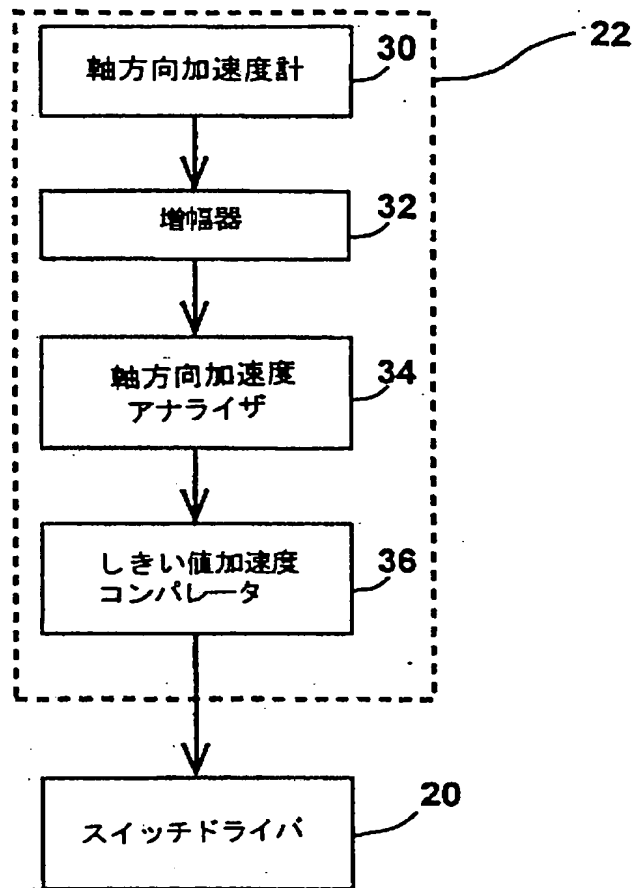 22
軸方向加速度計
30
増幅器
32
軸方向加速度
アナライザ
34
しきい値加速度
コンパレータ
36
スイッチドライバ
20